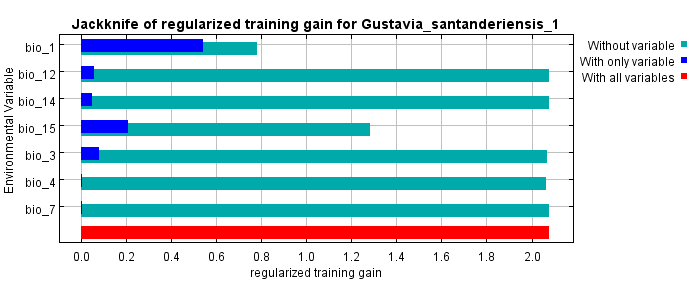 Jackknife of regularized training gain for Gustavia_santanderiensis_1
Without variable
With only variable
With all variables
Environmental Variable
bio_1
bio_12
bio_14
bio_15
bio_3
bio_4
bio_7
0.0 0.2 0.4 0.6 0.8 1.0 1.2 1.4 1.6 1.8 2.0
regularized training gain